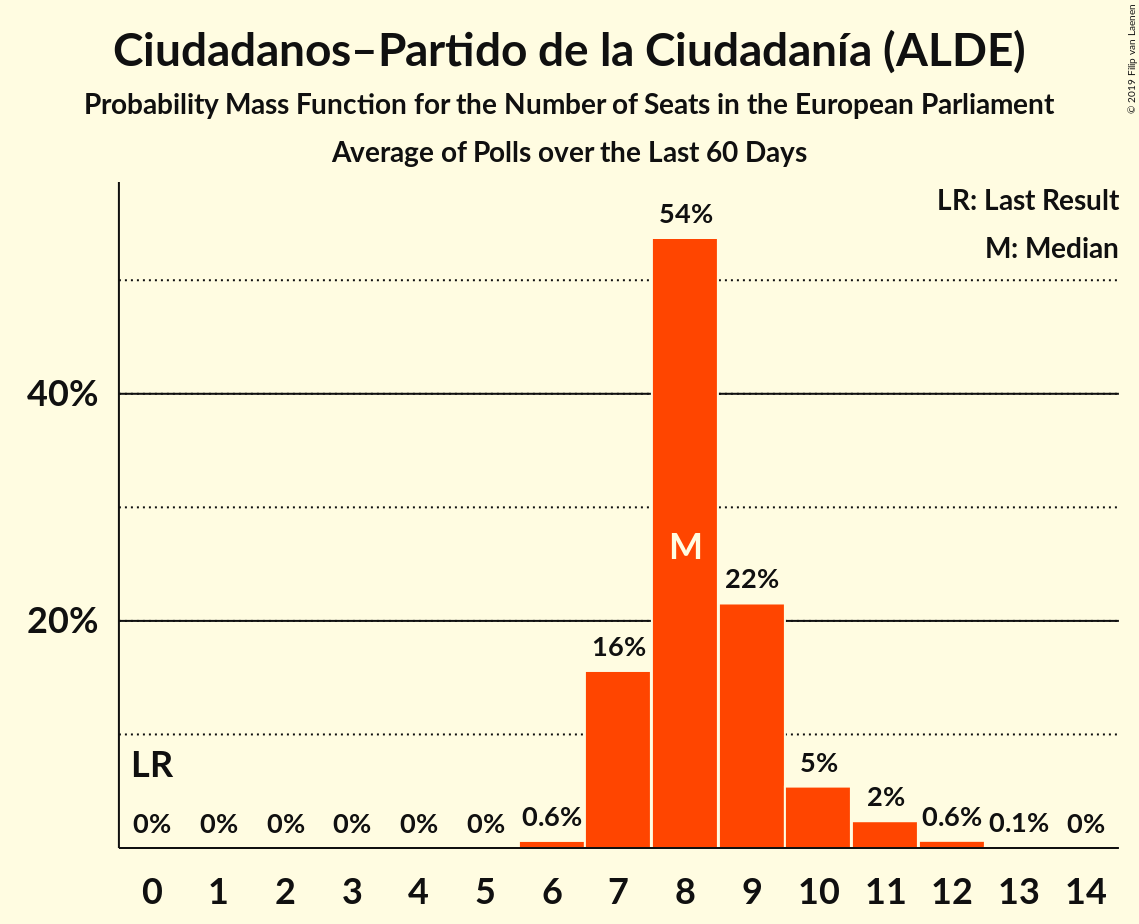 Ciudadanos–Partido de la Ciudadanía (ALDE)
Probability Mass Function for the Number of Seats in the European Parliament
Average of Polls over the Last 60 Days
© 2019 Filip van Laenen
LR: Last Result
M: Median
54%
40%
M
22%
20%
16%
LR
5%
2%
0% 0% 0% 0% 0% 0% 0.6% 0.6% 0.1% 0%
0 1 2 3 4 5 6 7 8 9 10 11 12 13 14